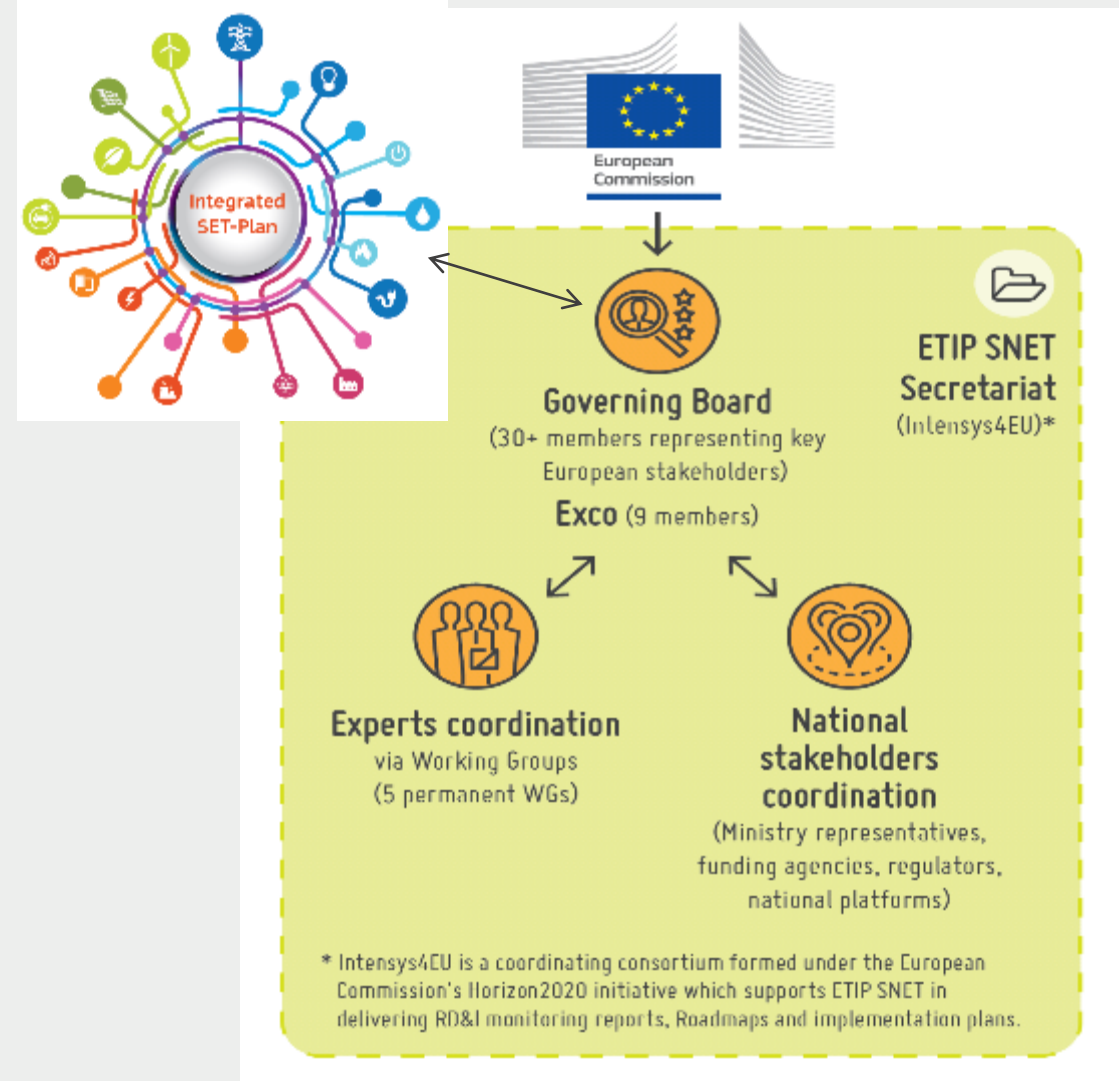 Integrated
SET-Plan
European
Commission
Governing Board
(30+ members representing key
European stakeholders)
Exco (9 members)
ETIP SNET
Secretariat
(Intensys4EU)*
Experts coordination
via Working Groups
(5 permanent WGs)
National
stakeholders
coordination
(Ministry representatives,
funding agencies, regulators,
national platforms)
* Intensys4EU is a coordinating consortium formed under the European
Commission's Horizon2020 initiative which supports ETIP SNET in
delivering RD&I monitoring reports, Roadmaps and implementation plans.